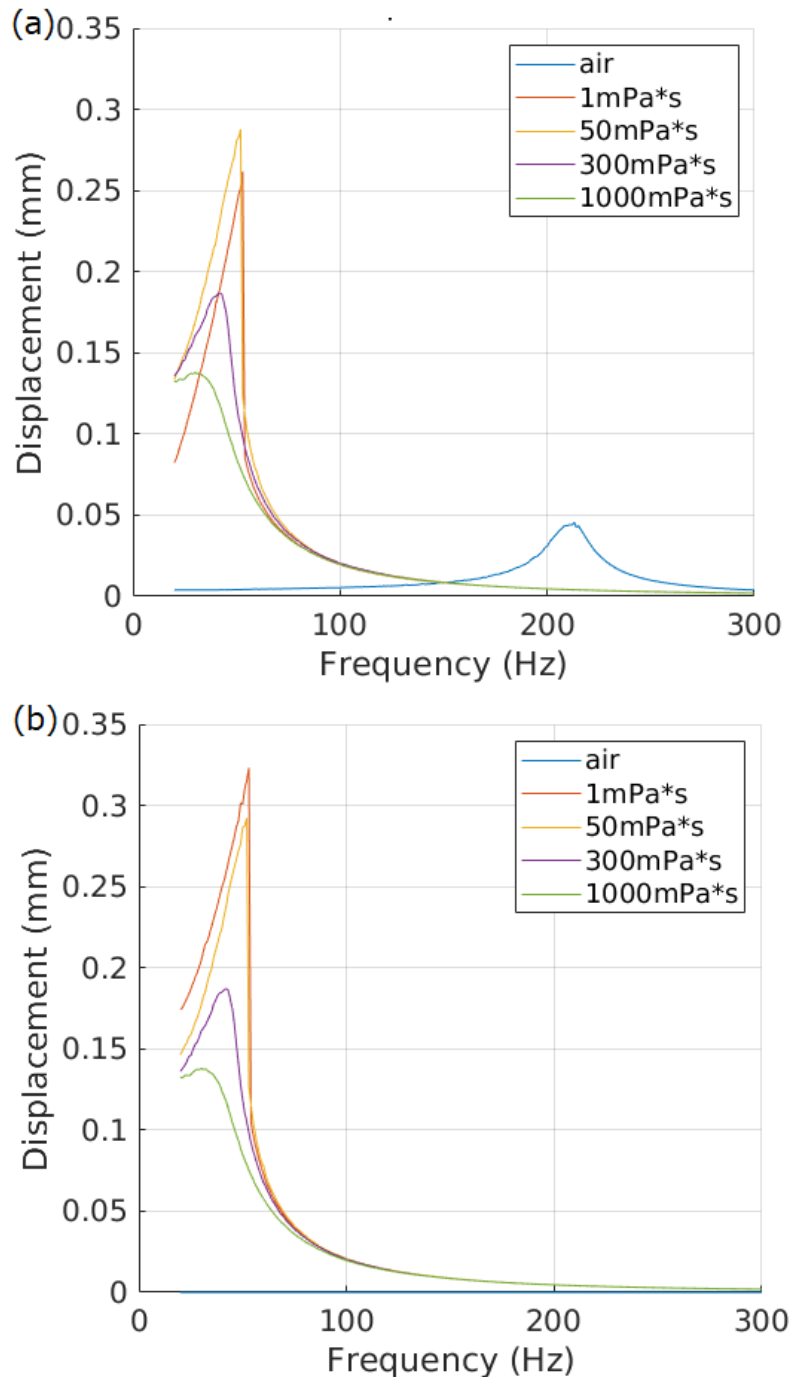 (a)
0.35
0.3
0.25
0.2
0.15
0.1
0.05
0
Displacement (mm)
air
1mPa*s
50mPa*s
300mPa*s
1000mPa*s
0 100 200 300
Frequency (Hz)
(b)
0.35
0.3
0.25
0.2
0.15
0.1
0.05
0
Displacement (mm)
air
1mPa*s
50mPa*s
300mPa*s
1000mPa*s
0 100 200 300
Frequency (Hz)